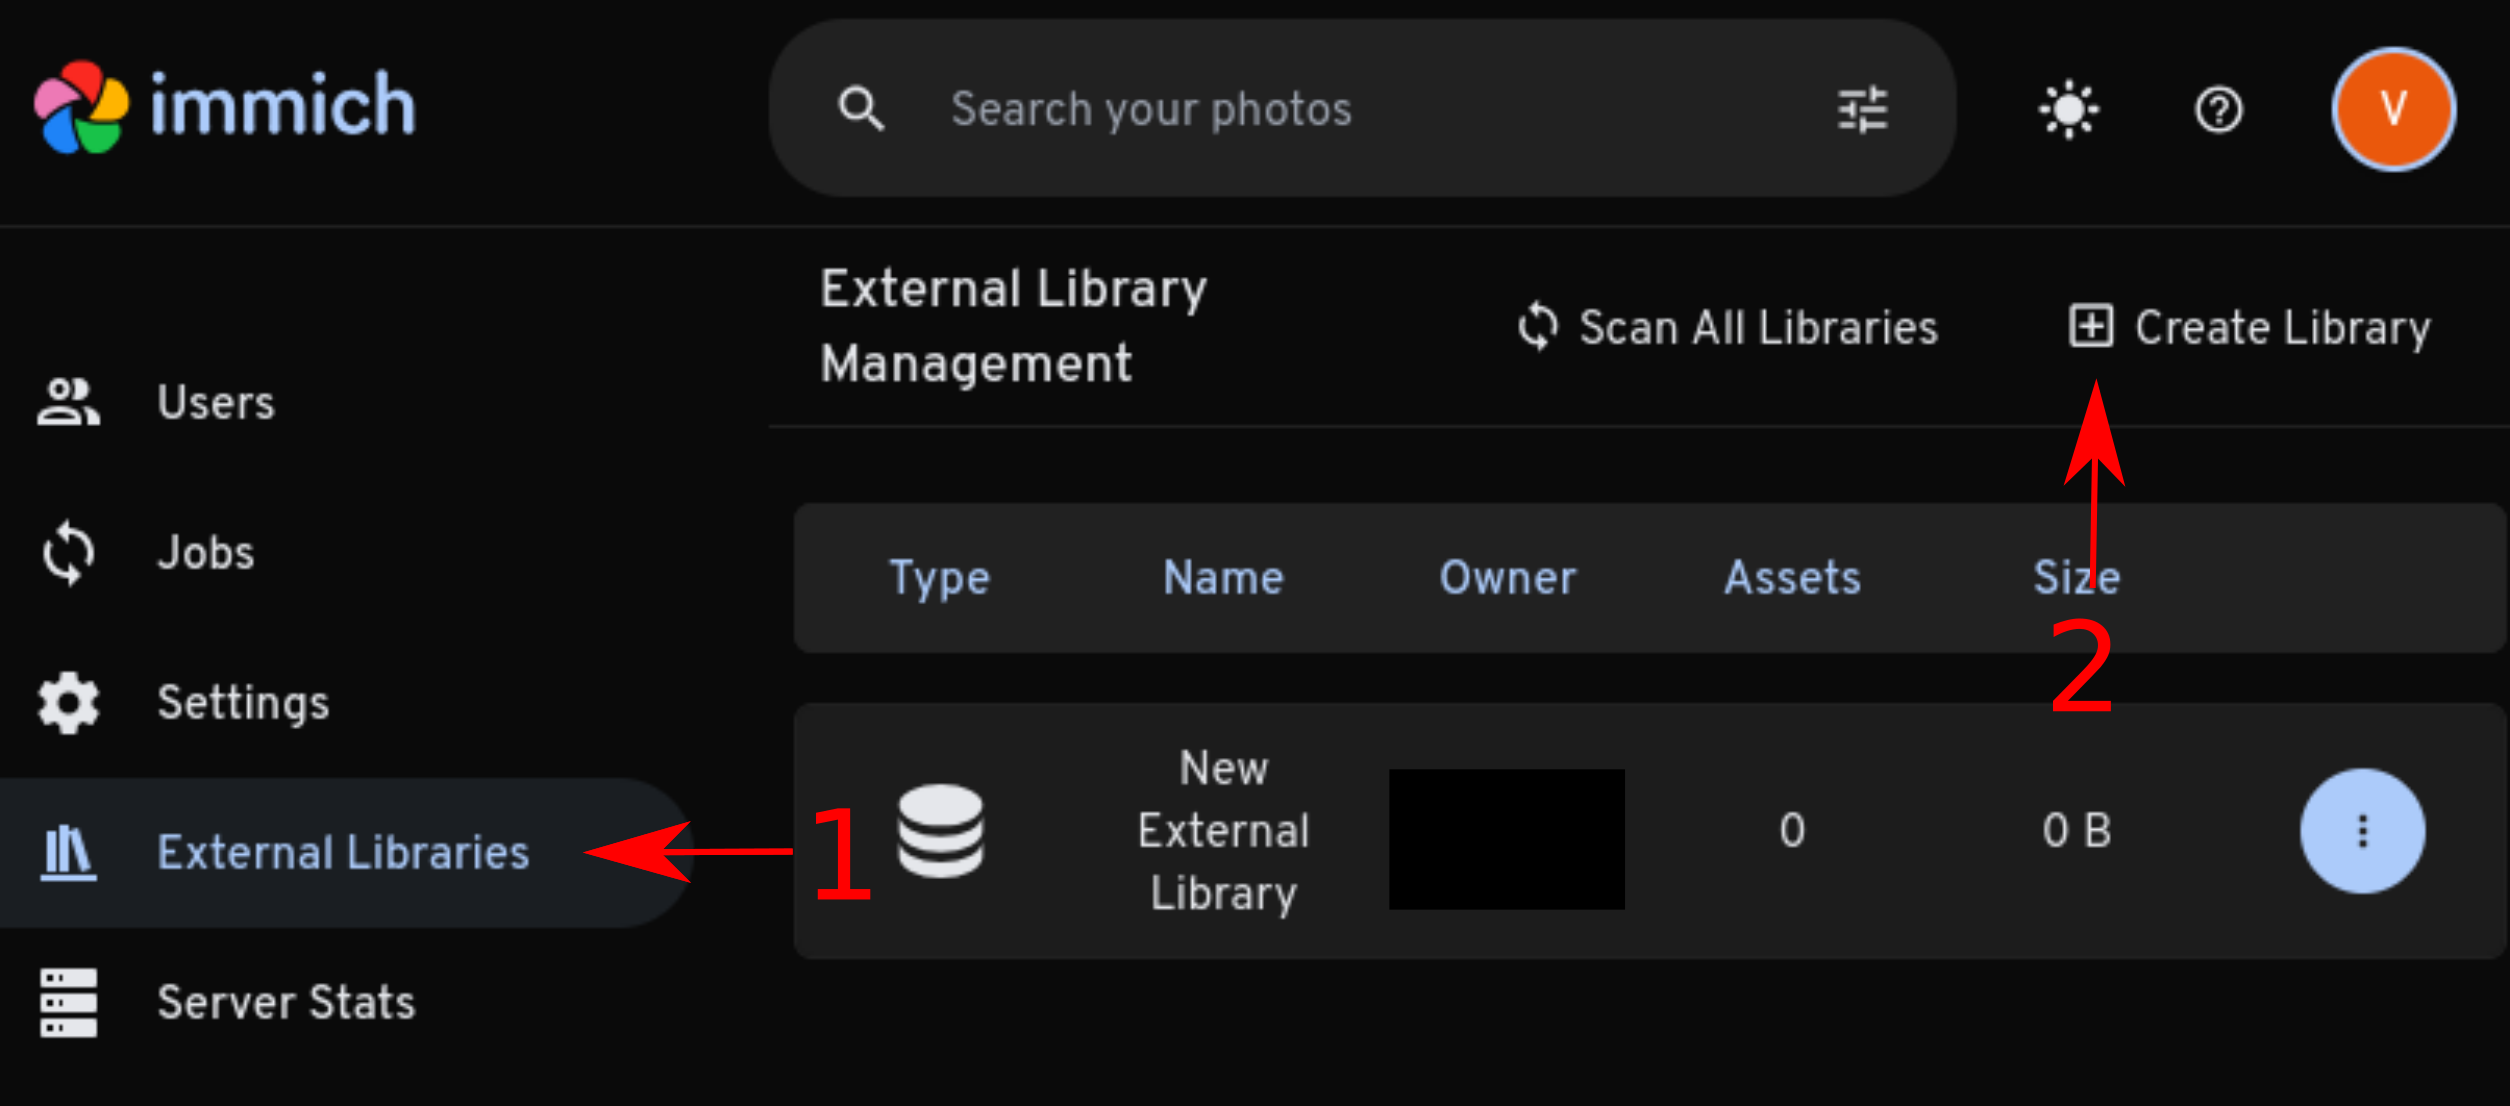 immich
Search your photos
V
External Library
Management
Scan All Libraries
Create Library
Users
Jobs
Settings
External Libraries
Server Stats
Type Name Owner Assets Size
2
1
New
External
Library
0
0 B